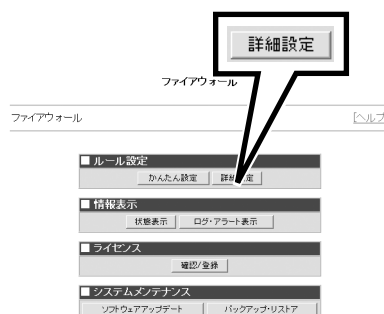 詳細設定
ファイアウォール
ファイアウォール [ヘルプ
■ ルール設定
かんたん設定 詳細設定
■ 情報表示
状態表示 ログ・アラート表示
■ ライセンス
確認/登録
■ システムメンテナンス
ソフトウェアアップデート バックアップ・リストア